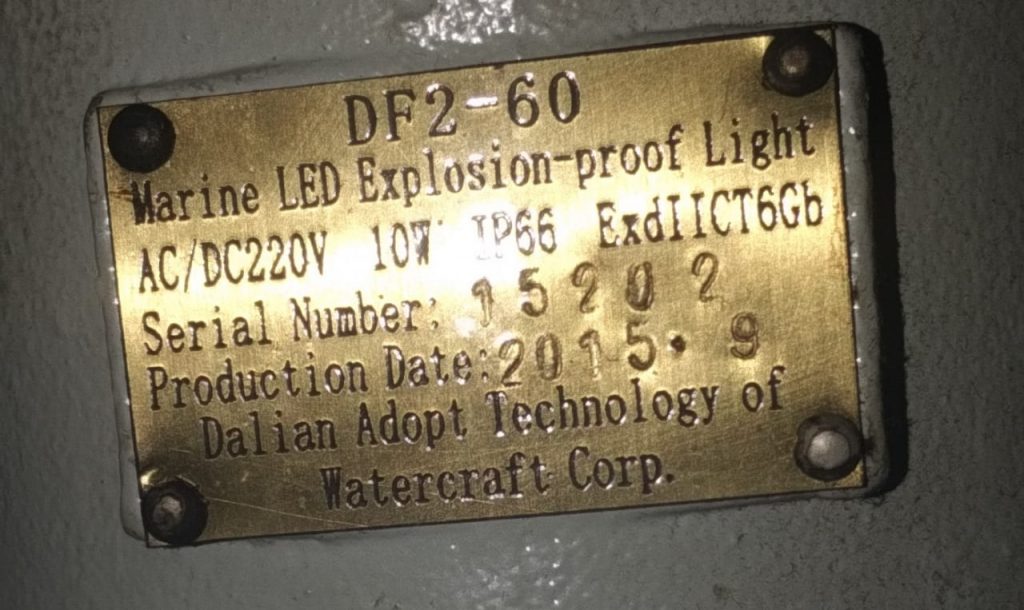 DF2-60
Marine LED Explosion-proof Light
AC/DC220V 10W IP66 ExdIICT6Gb
Serial Number: 15202
Production Date: 2015. 9
Dalian Adopt Technology of
Watercraft Corp.